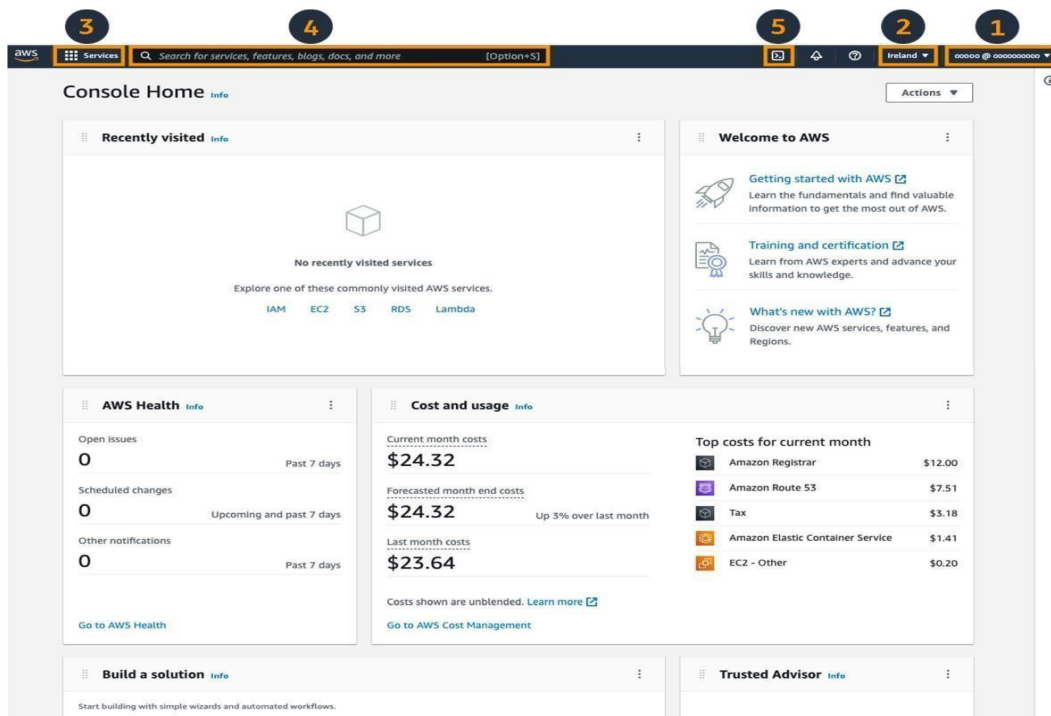 3
4
5
2
1
aws
Services
Search for services, features, blogs, docs, and more
[Option+S]
Ireland ▼
ooooo @ oooooooooo ▼
Console Home Info
Actions ▼
Recently visited Info
No recently visited services
Explore one of these commonly visited AWS services.
IAM EC2 S3 RDS Lambda
Welcome to AWS
Getting started with AWS
Learn the fundamentals and find valuable
information to get the most out of AWS.
Training and certification
Learn from AWS experts and advance your
skills and knowledge.
What's new with AWS?
Discover new AWS services, features, and
Regions.
AWS Health Info
Open issues
0 Past 7 days
Scheduled changes
0 Upcoming and past 7 days
Other notifications
0 Past 7 days
Go to AWS Health
Cost and usage Info
Current month costs
$24.32
Forecasted month end costs
$24.32 Up 3% over last month
Last month costs
$23.64
Costs shown are unblended. Learn more
Go to AWS Cost Management
Top costs for current month
Amazon Registrar $12.00
Amazon Route 53 $7.51
Tax $3.18
Amazon Elastic Container Service $1.41
EC2 - Other $0.20
Build a solution Info
Start building with simple wizards and automated workflows.
Trusted Advisor Info